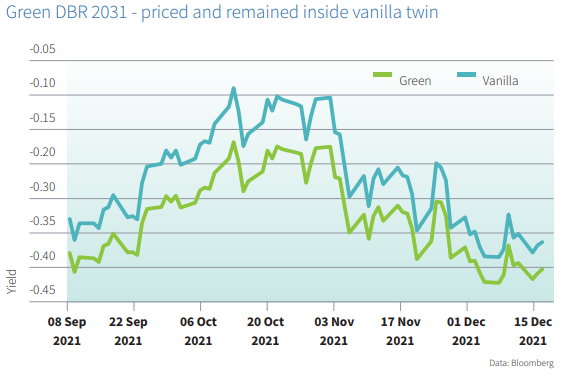 Green DBR 2031 - priced and remained inside vanilla twin
-0.05
Green Vanilla
-0.10
-0.15
-0.20
-0.30
-0.35
-0.40
-0.45
Yield
08 Sep 22 Sep 06 Oct 20 Oct 03 Nov 17 Nov 01 Dec 15 Dec
2021 2021 2021 2021 2021 2021 2021 2021
Data: Bloomberg